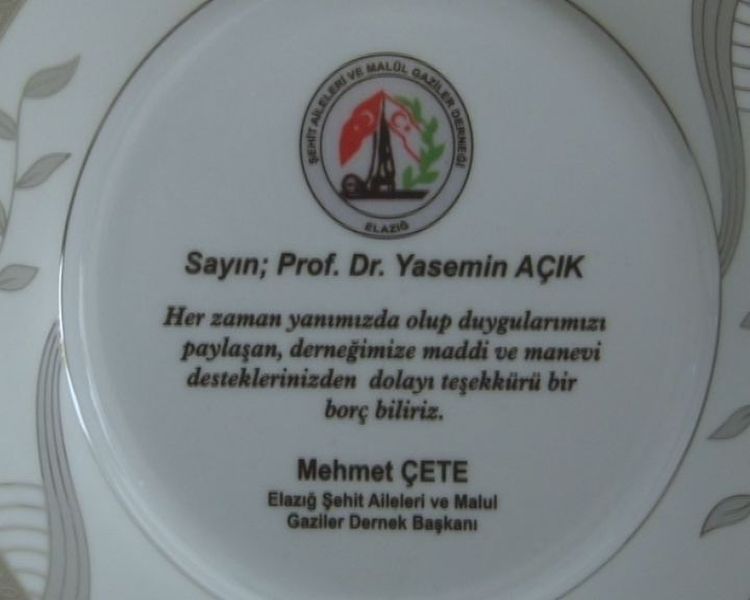 ŞEHİT AİLELERİ VE MALÜL GAZİLER DERNEĞİ
ELAZIĞ
Sayın; Prof. Dr. Yasemin AÇIK
Her zaman yanımızda olup duygularımızı
paylaşan, derneğimize maddi ve manevi
desteklerinizden dolayı teşekkürü bir
borç biliriz.
Mehmet ÇETE
Elazığ Şehit Aileleri ve Malul
Gaziler Dernek Başkanı